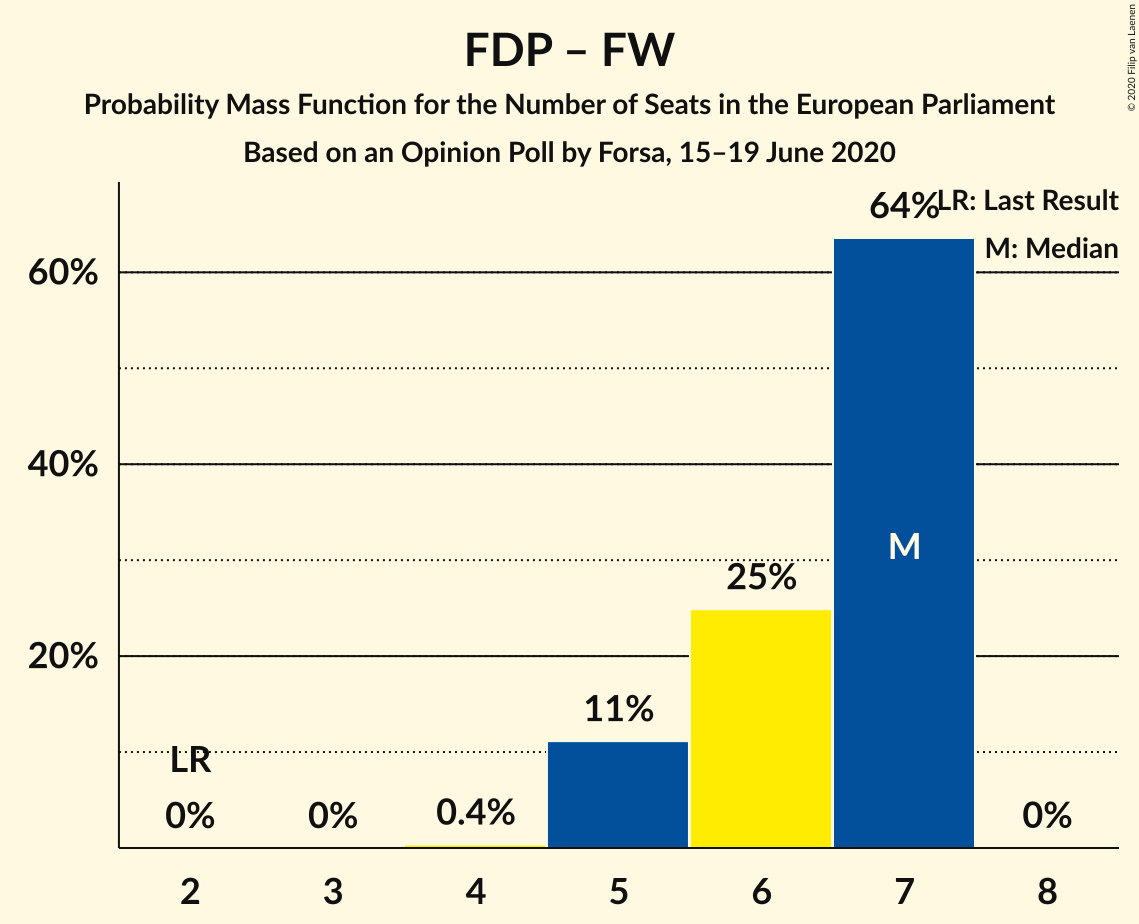 FDP – FW
Probability Mass Function for the Number of Seats in the European Parliament
Based on an Opinion Poll by Forsa, 15–19 June 2020
© 2020 Filip van Laenen
LR: Last Result
M: Median
64%
60%
40%
M
25%
20%
11%
LR
0%
0%
0.4%
0%
2
3
4
5
6
7
8